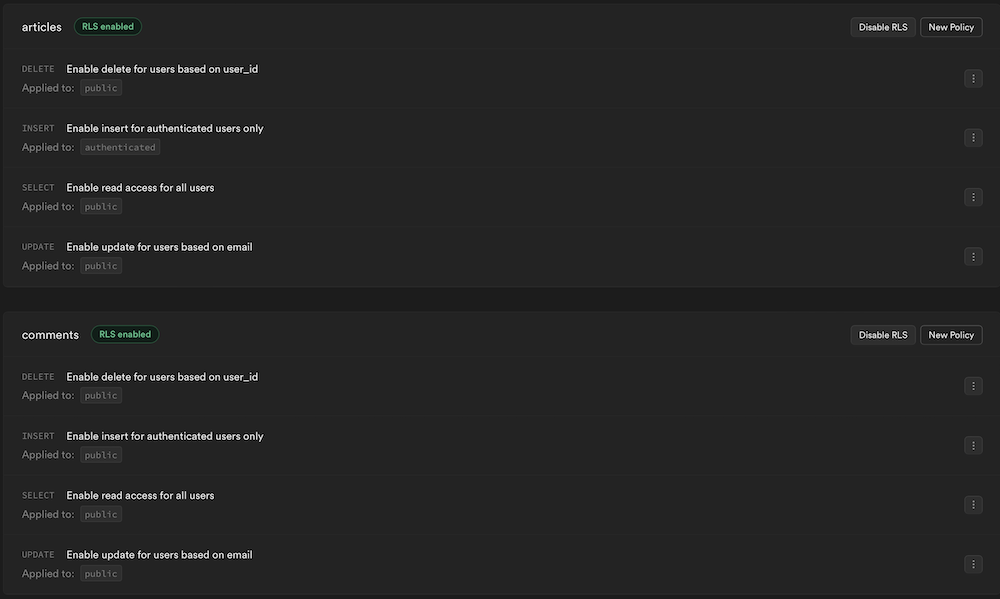 articles RLS enabled Disable RLS New Policy
DELETE Enable delete for users based on user_id
Applied to: public
INSERT Enable insert for authenticated users only
Applied to: authenticated
SELECT Enable read access for all users
Applied to: public
UPDATE Enable update for users based on email
Applied to: public
comments RLS enabled Disable RLS New Policy
DELETE Enable delete for users based on user_id
Applied to: public
INSERT Enable insert for authenticated users only
Applied to: public
SELECT Enable read access for all users
Applied to: public
UPDATE Enable update for users based on email
Applied to: public